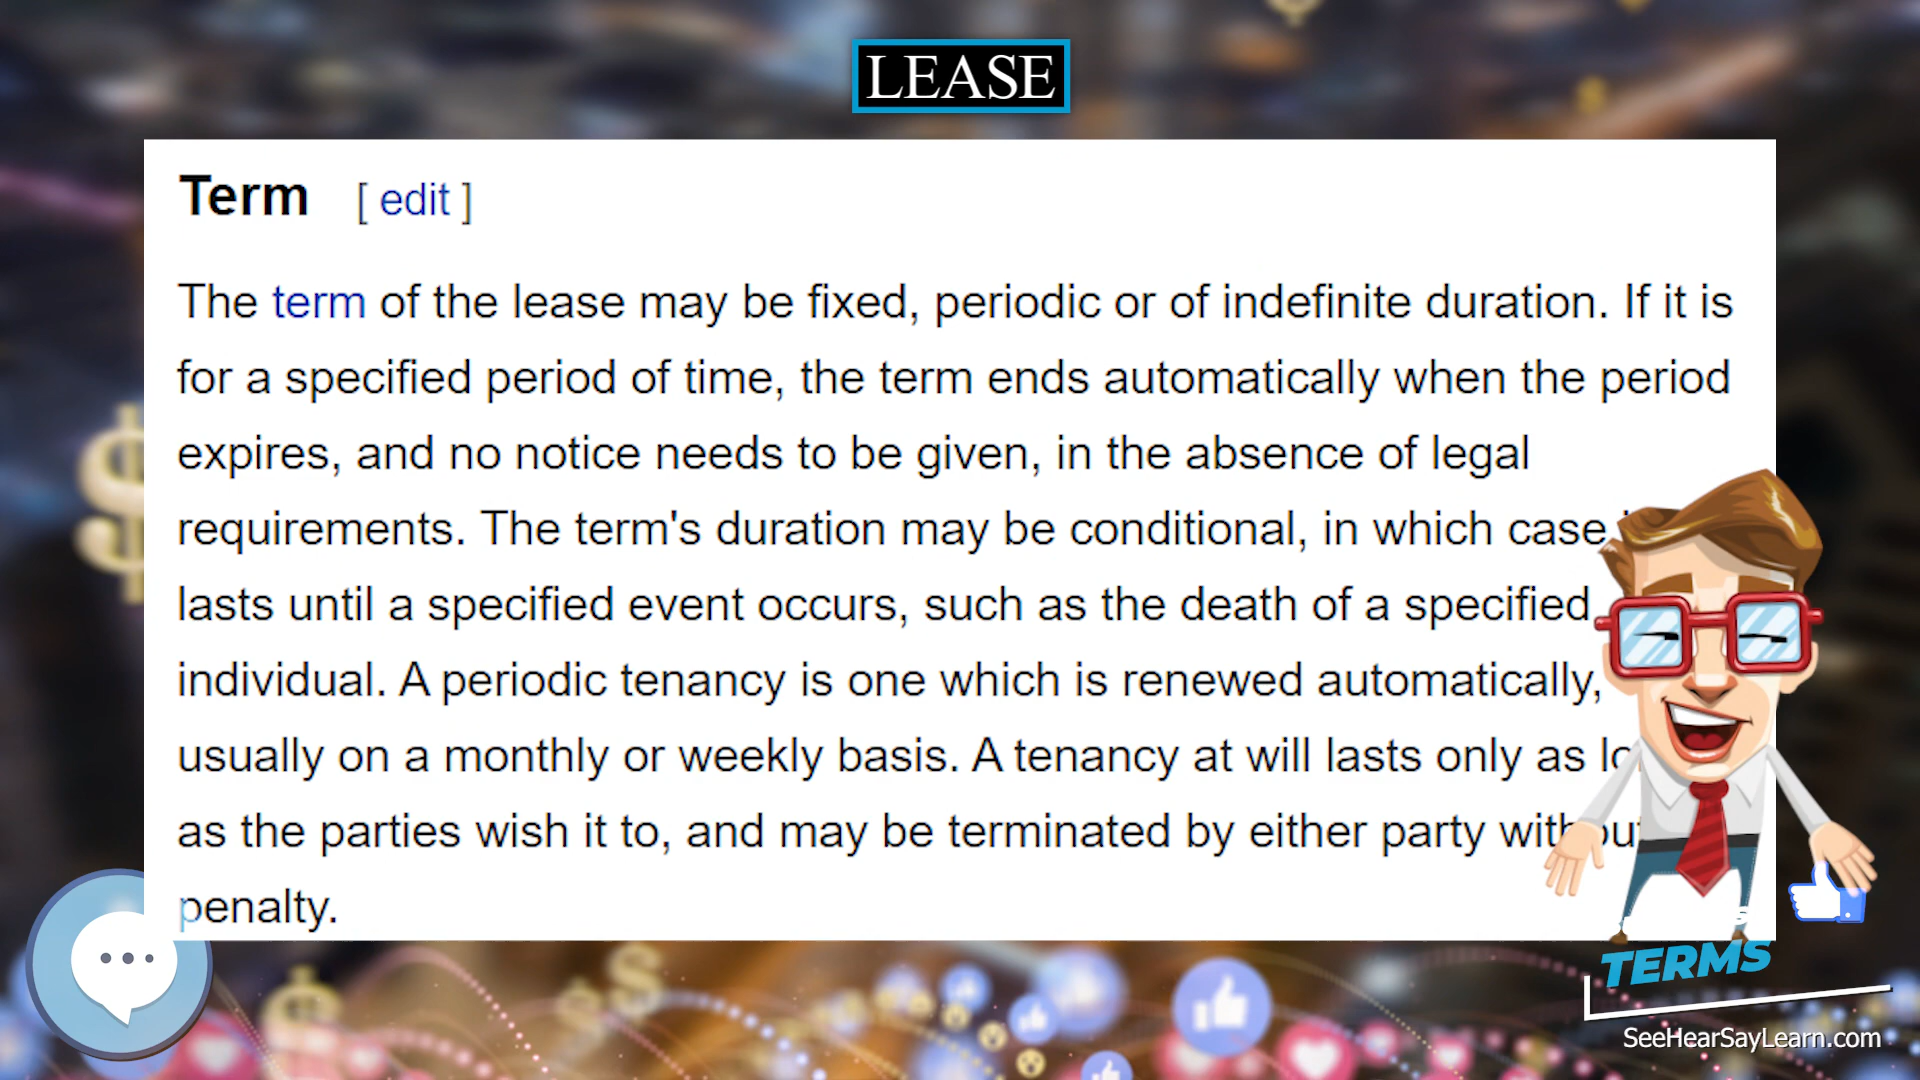 LEASE
Term [ edit ]
The term of the lease may be fixed, periodic or of indefinite duration. If it is
for a specified period of time, the term ends automatically when the period
expires, and no notice needs to be given, in the absence of legal
requirements. The term's duration may be conditional, in which case
lasts until a specified event occurs, such as the death of a specified
individual. A periodic tenancy is one which is renewed automatically,
usually on a monthly or weekly basis. A tenancy at will lasts only as
as the parties wish it to, and may be terminated by either party without
penalty.
TERMS
SeeHearSayLearn.com